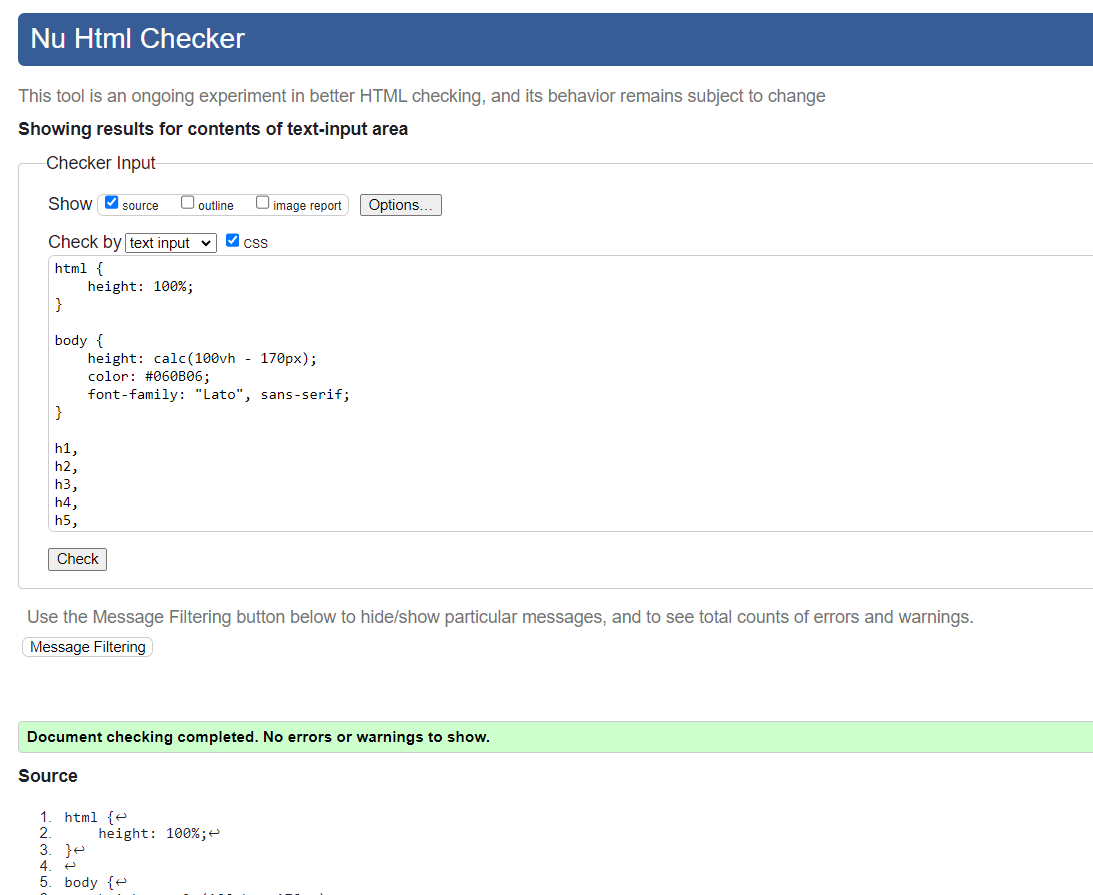 Nu Html Checker
This tool is an ongoing experiment in better HTML checking, and its behavior remains subject to change
Showing results for contents of text-input area
Checker Input
Show source outline image report Options...
Check by text input CSS
html {
    height: 100%;
}

body {
    height: calc(100vh - 170px);
    color: #060B06;
    font-family: "Lato", sans-serif;
}

h1,
h2,
h3,
h4,
h5,
Check
Use the Message Filtering button below to hide/show particular messages, and to see total counts of errors and warnings.
Message Filtering
Document checking completed. No errors or warnings to show.
Source
1. html {↩
2.     height: 100%;↩
3. }↩
4. ↩
5. body {↩